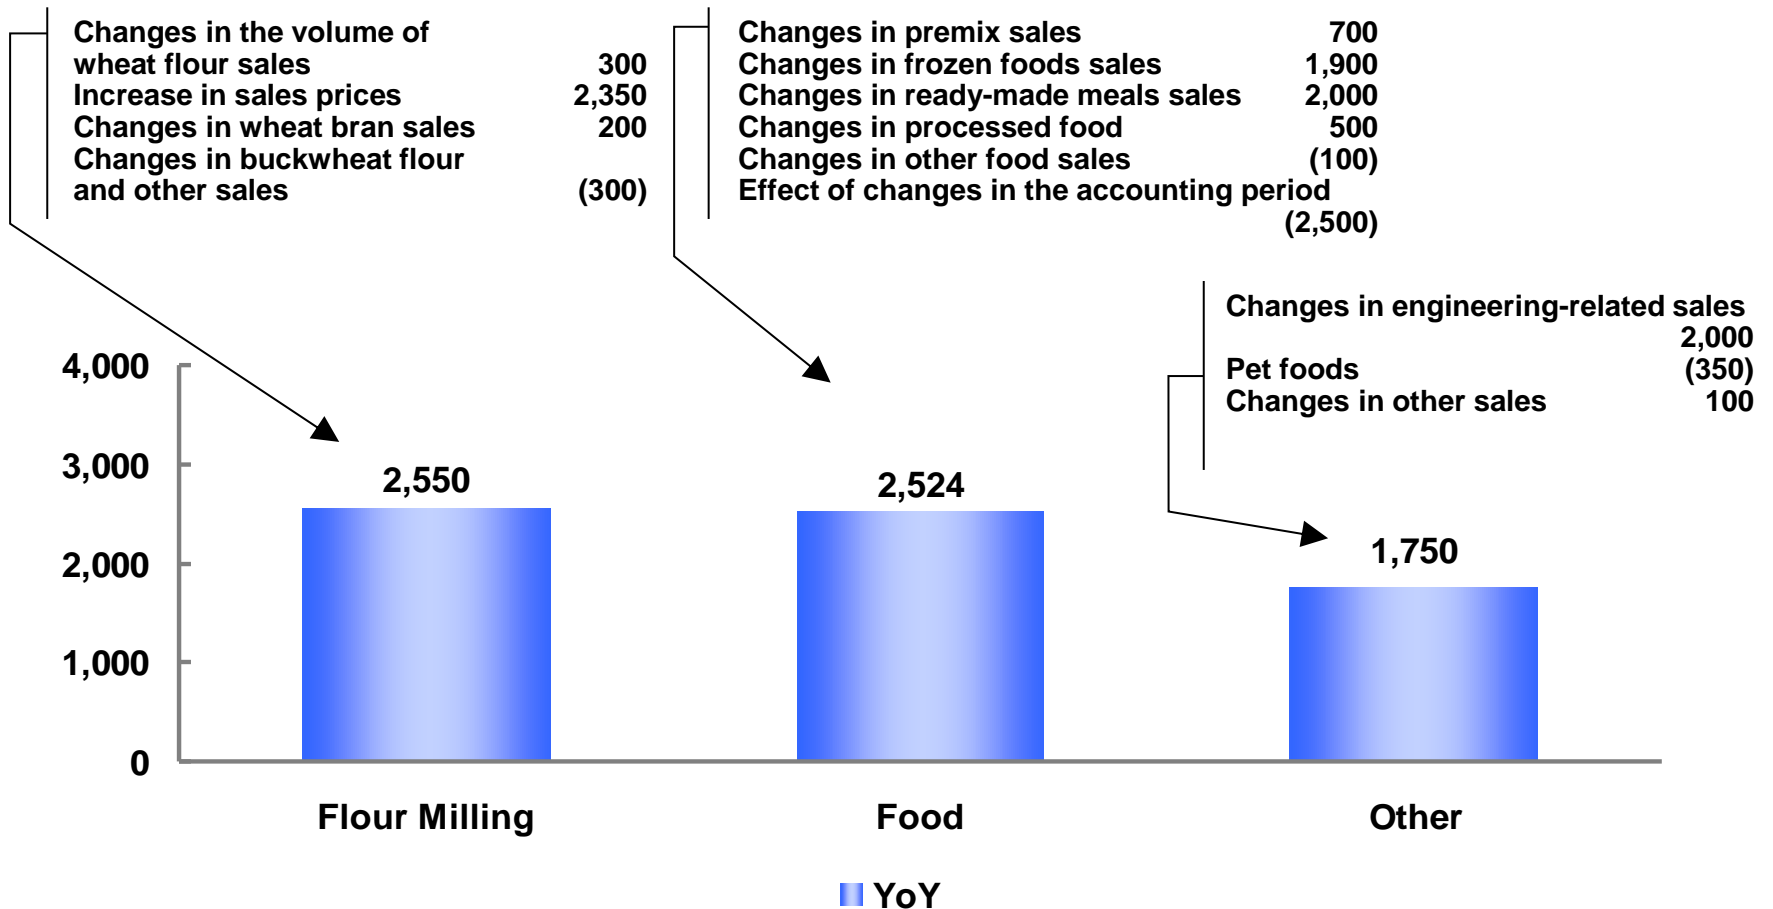 Changes in the volume of
wheat flour sales 300
Increase in sales prices 2,350
Changes in wheat bran sales 200
Changes in buckwheat flour
and other sales (300)
Changes in premix sales 700
Changes in frozen foods sales 1,900
Changes in ready-made meals sales 2,000
Changes in processed food 500
Changes in other food sales (100)
Effect of changes in the accounting period
(2,500)
Changes in engineering-related sales
2,000
Pet foods (350)
Changes in other sales 100
4,000
3,000
2,000
1,000
0
2,550
2,524
1,750
Flour Milling
Food
Other
YoY